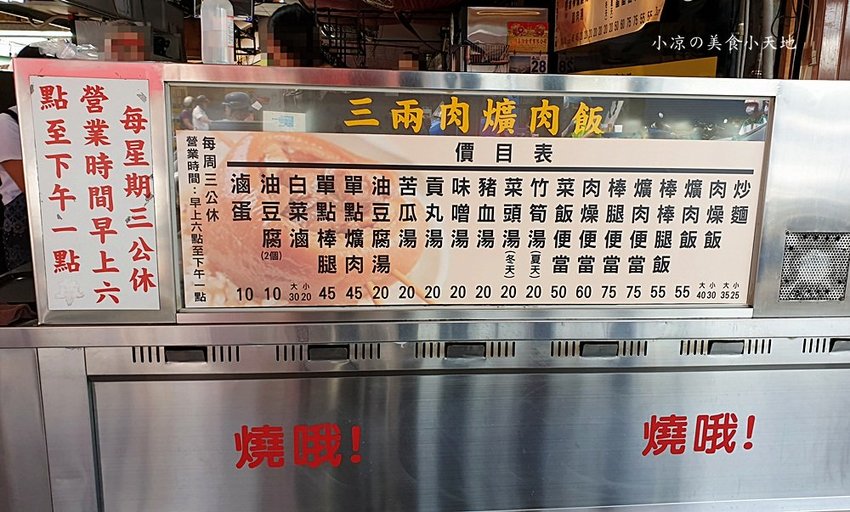 小凉の美食小天地
每星期三公休
營業時間早上六
點至下午一點
三兩肉爌肉飯
價目表
炒麵 大35 小25
肉燥飯 大40 小30
爌肉飯 55
棒腿飯 55
爌肉便當 75
棒腿便當 75
肉燥便當 60
菜飯便當 50
竹筍湯(夏天) 20
菜頭湯(冬天) 20
豬血湯 20
味噌湯 20
貢丸湯 20
苦瓜湯 20
油豆腐湯 20
單點爌肉 45
單點棒腿 45
白菜滷 大30 小20
油豆腐(2個) 10
滷蛋 10
每周三公休
營業時間：早上六點至下午一點
燒哦!
燒哦!